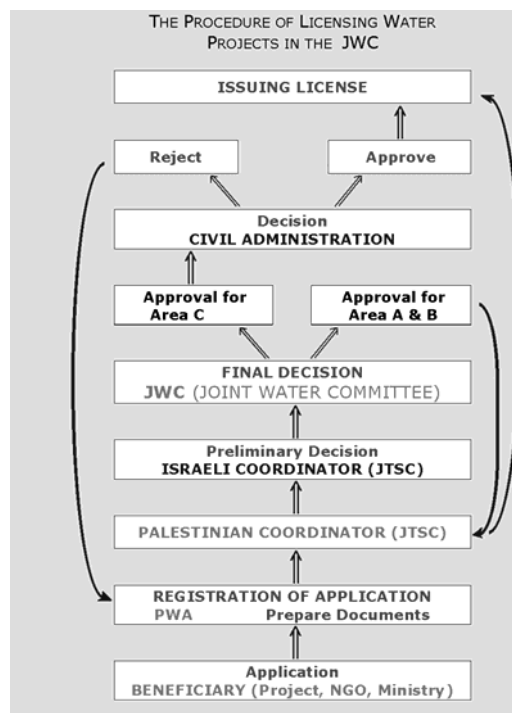 THE PROCEDURE OF LICENSING WATER
PROJECTS IN THE JWC
ISSUING LICENSE
Reject
Approve
Decision
CIVIL ADMINISTRATION
Approval for
Area C
Approval for
Area A & B
FINAL DECISION
JWC (JOINT WATER COMMITTEE)
Preliminary Decision
ISRAELI COORDINATOR (JTSC)
PALESTINIAN COORDINATOR (JTSC)
REGISTRATION OF APPLICATION
PWA Prepare Documents
Application
BENEFICIARY (Project, NGO, Ministry)